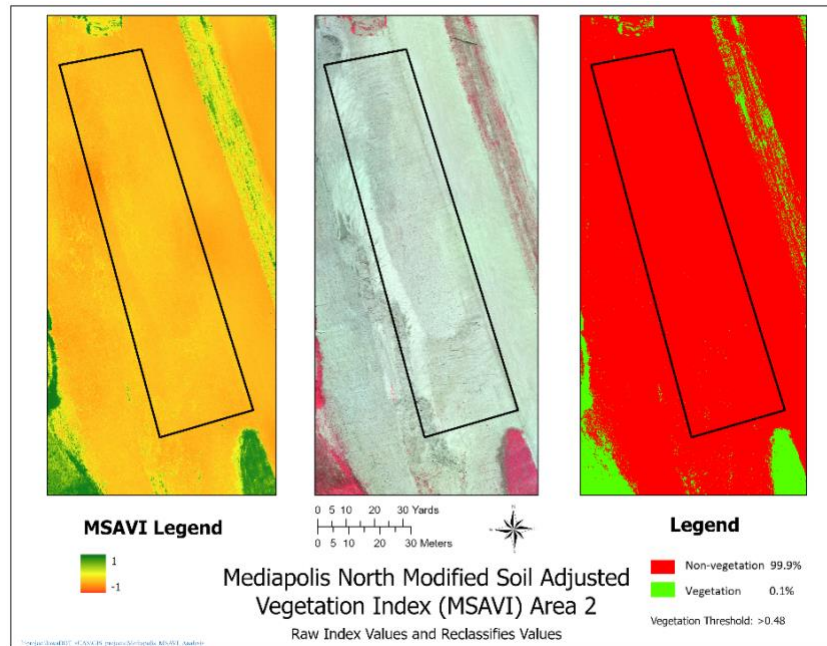 MSAVI Legend
1
-1
0 5 10 20 30 Yards
0 5 10 20 30 Meters
Legend
Non-vegetation 99.9%
Vegetation 0.1%
Vegetation Threshold: >0.48
Mediapolis North Modified Soil Adjusted
Vegetation Index (MSAVI) Area 2
Raw Index Values and Reclassifies Values